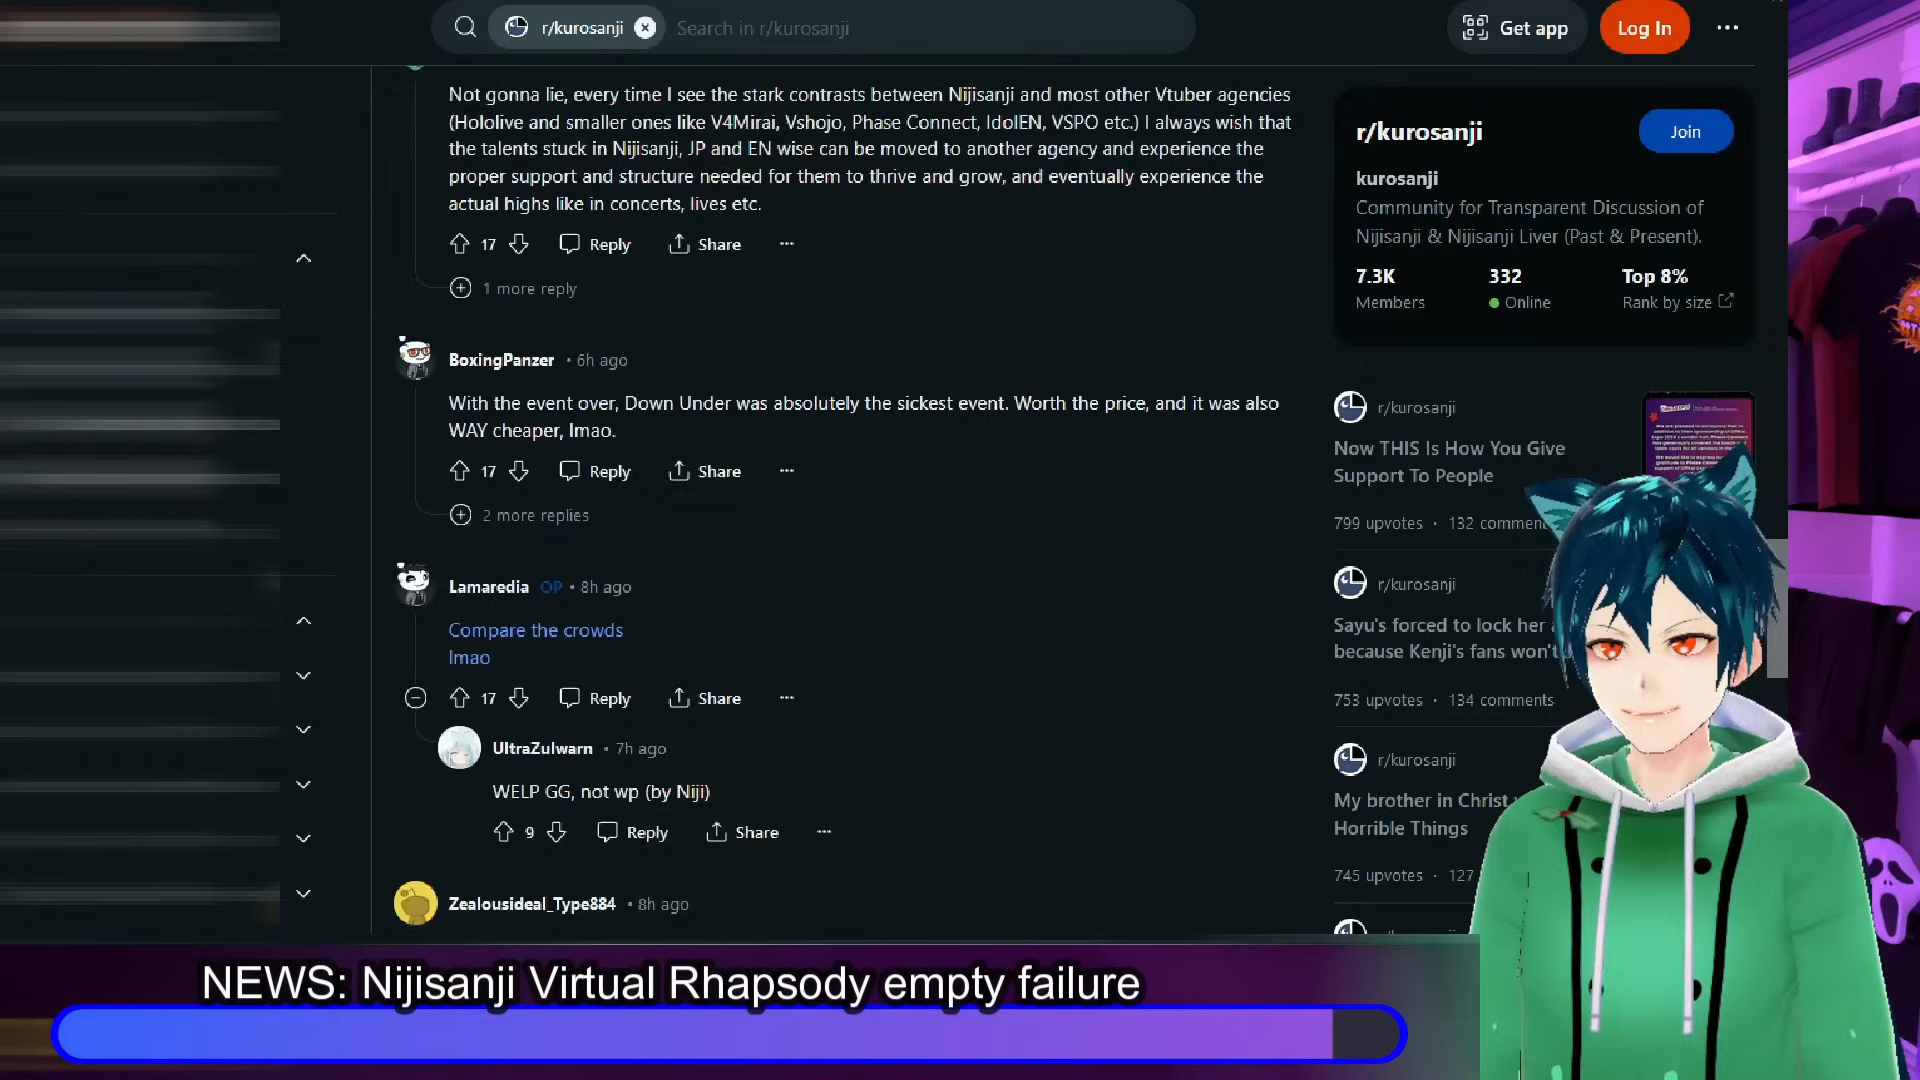 r/kurosanji
Search in r/kurosanji
Get app
Log In
Not gonna lie, every time I see the stark contrasts between Nijisanji and most other Vtuber agencies
(Hololive and smaller ones like V4Mirai, Vshojo, Phase Connect, IdolEN, VSPO etc.) I always wish that
the talents stuck in Nijisanji, JP and EN wise can be moved to another agency and experience the
proper support and structure needed for them to thrive and grow, and eventually experience the
actual highs like in concerts, lives etc.
17 Reply Share
1 more reply
BoxingPanzer • 6h ago
With the event over, Down Under was absolutely the sickest event. Worth the price, and it was also
WAY cheaper, lmao.
17 Reply Share
2 more replies
Lamaredia OP • 8h ago
Compare the crowds
lmao
17 Reply Share
UltraZulwarn • 7h ago
WELP GG, not wp (by Niji)
9 Reply Share
Zealousideal_Type884 • 8h ago
r/kurosanji
Join
kurosanji
Community for Transparent Discussion of
Nijisanji & Nijisanji Liver (Past & Present).
7.3K 332 Top 8%
Members Online Rank by size
r/kurosanji
Now THIS Is How You Give
Support To People
799 upvotes · 132 comment
r/kurosanji
Sayu's forced to lock her
because Kenji's fans won't
753 upvotes · 134 comments
r/kurosanji
My brother in Christ
Horrible Things
745 upvotes · 127
NEWS: Nijisanji Virtual Rhapsody empty failure